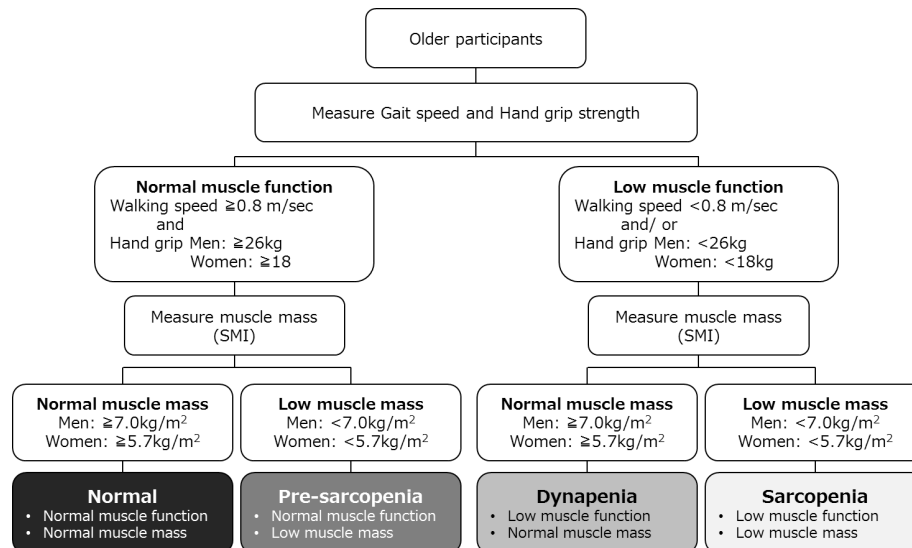 Older participants
Measure Gait speed and Hand grip strength
Normal muscle function
Walking speed ≧0.8 m/sec
and
Hand grip Men: ≧26kg
Women: ≧18
Low muscle function
Walking speed <0.8 m/sec
and/ or
Hand grip Men: <26kg
Women: <18kg
Measure muscle mass
(SMI)
Measure muscle mass
(SMI)
Normal muscle mass
Men: ≧7.0kg/m²
Women: ≧5.7kg/m²
Low muscle mass
Men: <7.0kg/m²
Women: <5.7kg/m²
Normal muscle mass
Men: ≧7.0kg/m²
Women: ≧5.7kg/m²
Low muscle mass
Men: <7.0kg/m²
Women: <5.7kg/m²
Normal
• Normal muscle function
• Normal muscle mass
Pre-sarcopenia
• Normal muscle function
• Low muscle mass
Dynapenia
• Low muscle function
• Normal muscle mass
Sarcopenia
• Low muscle function
• Low muscle mass